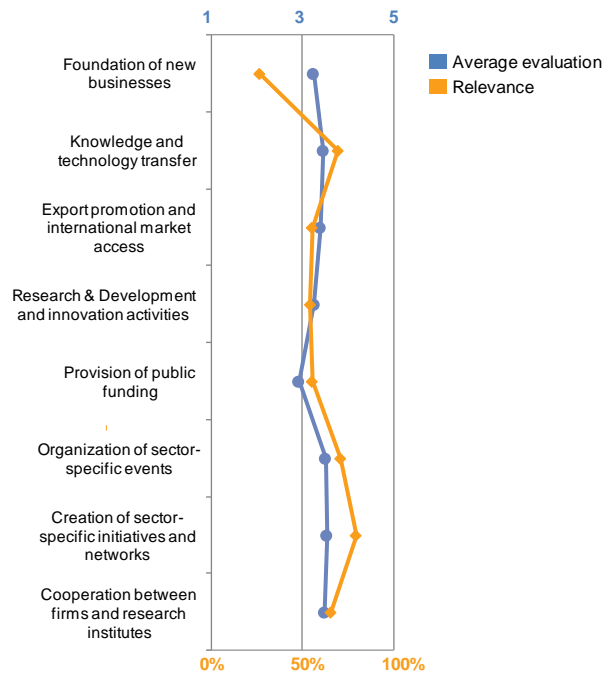 1 3 5
Foundation of new
businesses
Knowledge and
technology transfer
Export promotion and
international market
access
Research & Development
and innovation activities
Provision of public
funding
Organization of sector-
specific events
Creation of sector-
specific initiatives and
networks
Cooperation between
firms and research
institutes
0% 50% 100%
Average evaluation
Relevance